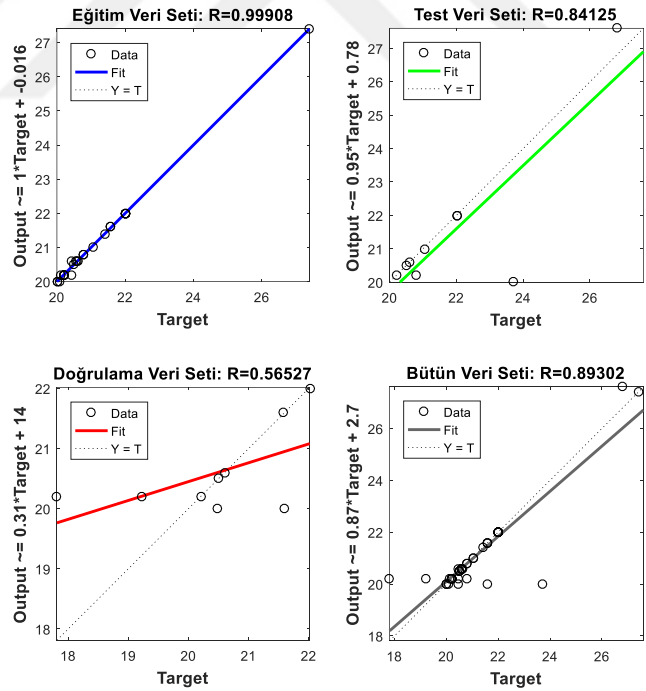 Eğitim Veri Seti: R=0.99908
Output ~= 1*Target + -0.016
27
26
25
24
23
22
21
20
Data
Fit
Y = T
20
22
24
26
Target
Test Veri Seti: R=0.84125
Output ~= 0.95*Target + 0.78
27
26
25
24
23
22
21
20
Data
Fit
Y = T
20
22
24
26
Target
Doğrulama Veri Seti: R=0.56527
Output ~= 0.31*Target + 14
22
21
20
19
18
Data
Fit
Y = T
18
19
20
21
22
Target
Bütün Veri Seti: R=0.89302
Output ~= 0.87*Target + 2.7
26
24
22
20
18
Data
Fit
Y = T
18
20
22
24
26
Target